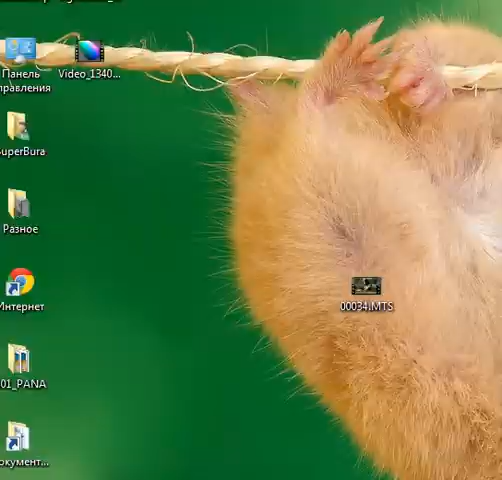 Панель
правления
Video_1340...
SuperBura
Разное
Интернет
01_PANA
окумент...
00034.MTS